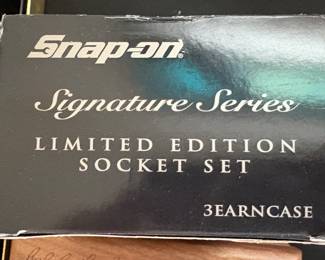 Snap-on
Signature Series
LIMITED EDITION
SOCKET SET
3EARNCASE